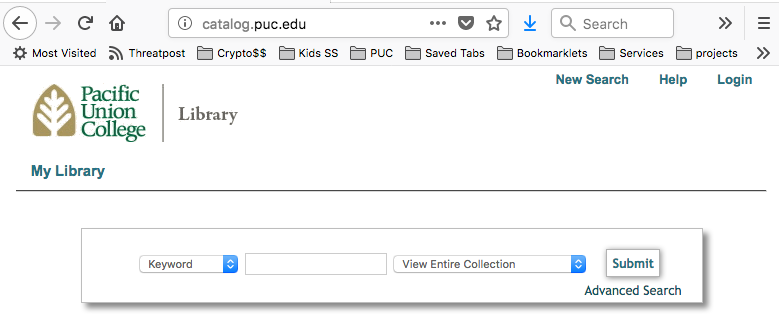 catalog.puc.edu Search
Most Visited Threatpost Crypto$$ Kids SS PUC Saved Tabs Bookmarklets Services projects
New Search Help Login
Pacific
Union
College
Library
My Library
Keyword View Entire Collection Submit
Advanced Search